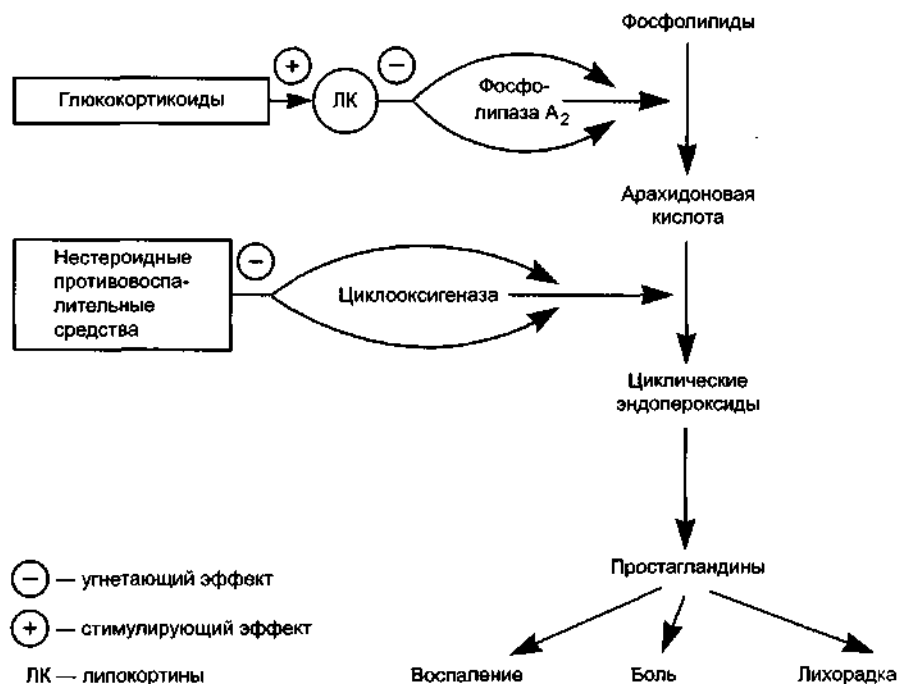 Фосфолипиды
+
−
Глюкокортикоиды
ЛК
Фосфо-
липаза A2
Арахидоновая
кислота
−
Нестероидные
противовоспа-
лительные
средства
Циклооксигеназа
Циклические
эндопероксиды
Простагландины
− — угнетающий эффект
+ — стимулирующий эффект
ЛК — липокортины
Воспаление
Боль
Лихорадка